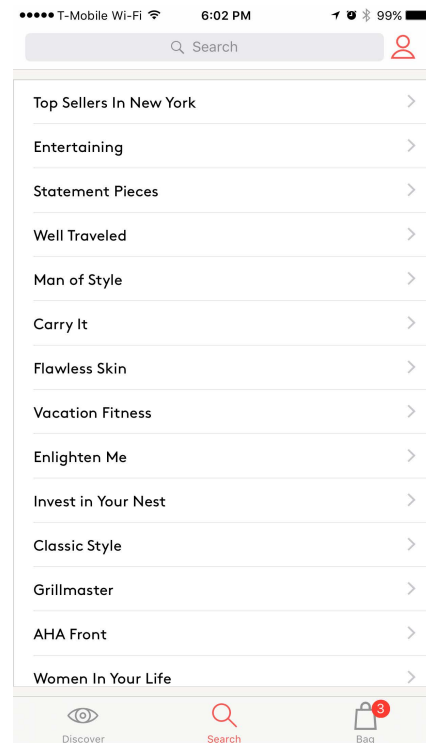 T-Mobile Wi-Fi 6:02 PM 99%
Search
Top Sellers In New York
Entertaining
Statement Pieces
Well Traveled
Man of Style
Carry It
Flawless Skin
Vacation Fitness
Enlighten Me
Invest in Your Nest
Classic Style
Grillmaster
AHA Front
Women In Your Life
3
Discover Search Bag